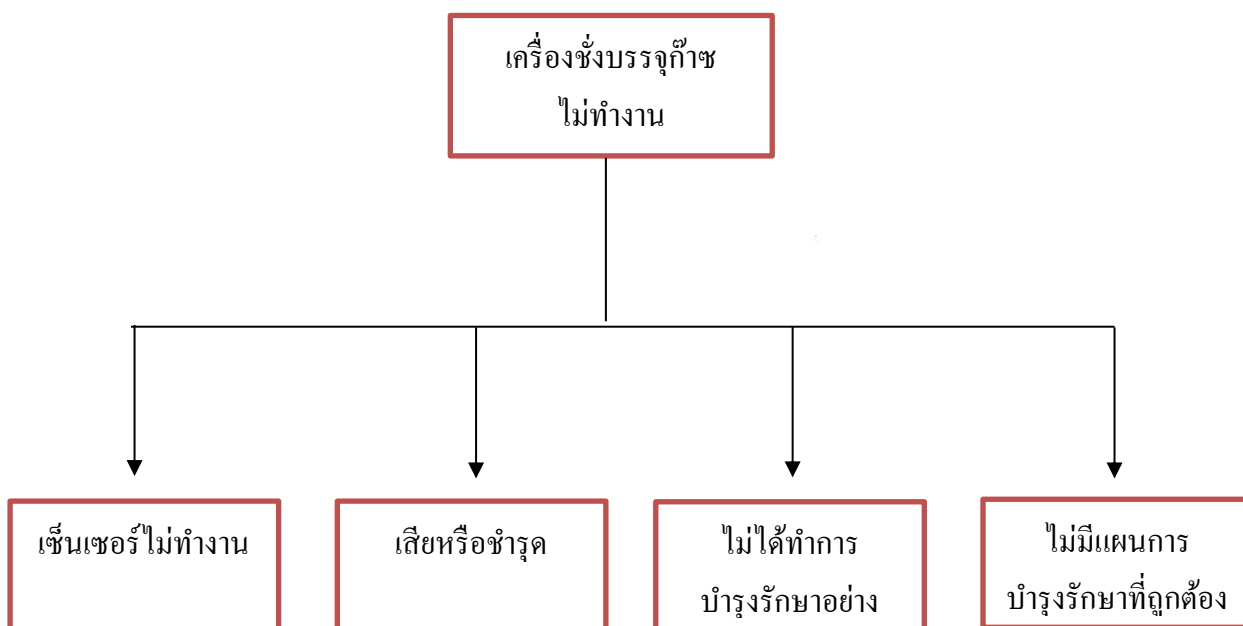 เครื่องชั่งบรรจุก๊าซ
ไม่ทำงาน
เซ็นเซอร์ไม่ทำงาน
เสียหรือชำรุด
ไม่ได้ทำการ
บำรุงรักษาอย่าง
ไม่มีแผนการ
บำรุงรักษาที่ถูกต้อง